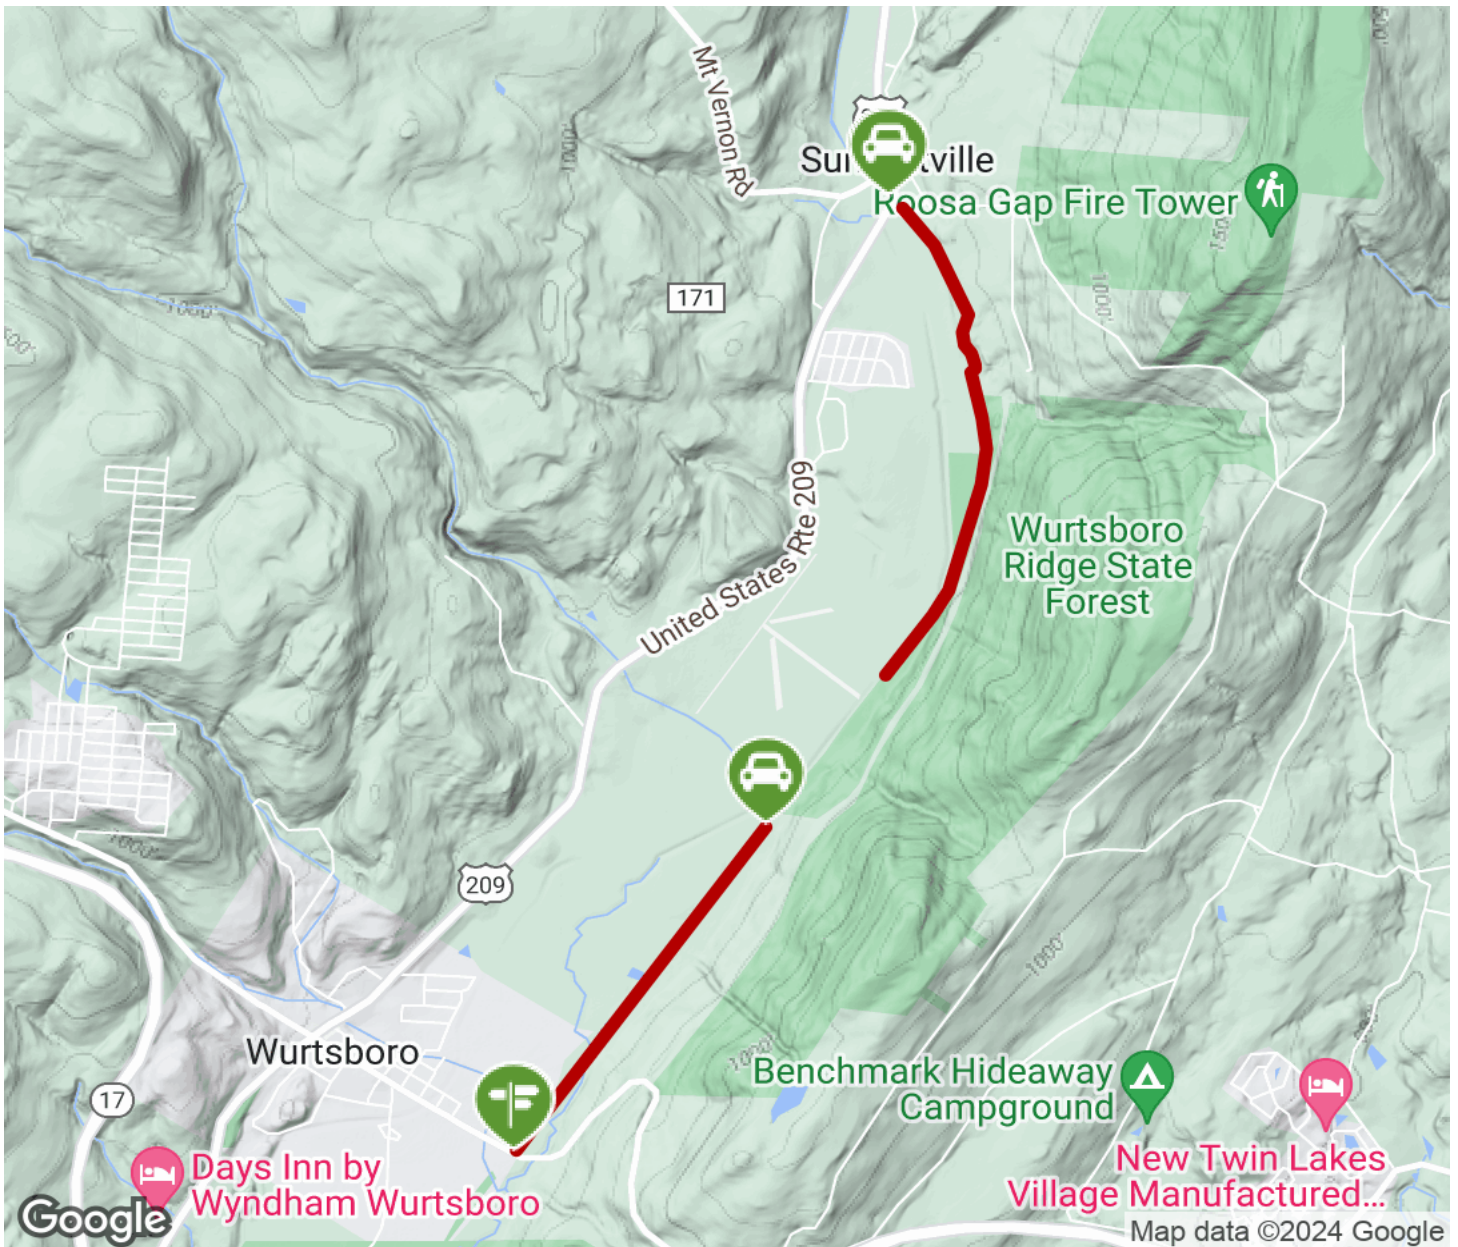 Mt Vernon Rd
1000'
Roosa Gap Fire Tower
171
1000'
1000'
United States Rte 209
Wurtsboro
Ridge State
Forest
1000'
209
1000'
Wurtsboro
1000'
Benchmark Hideaway
Campground
17
Days Inn by
Wyndham Wurtsboro
New Twin Lakes
Village Manufactured...
Google
Map data ©2024 Google